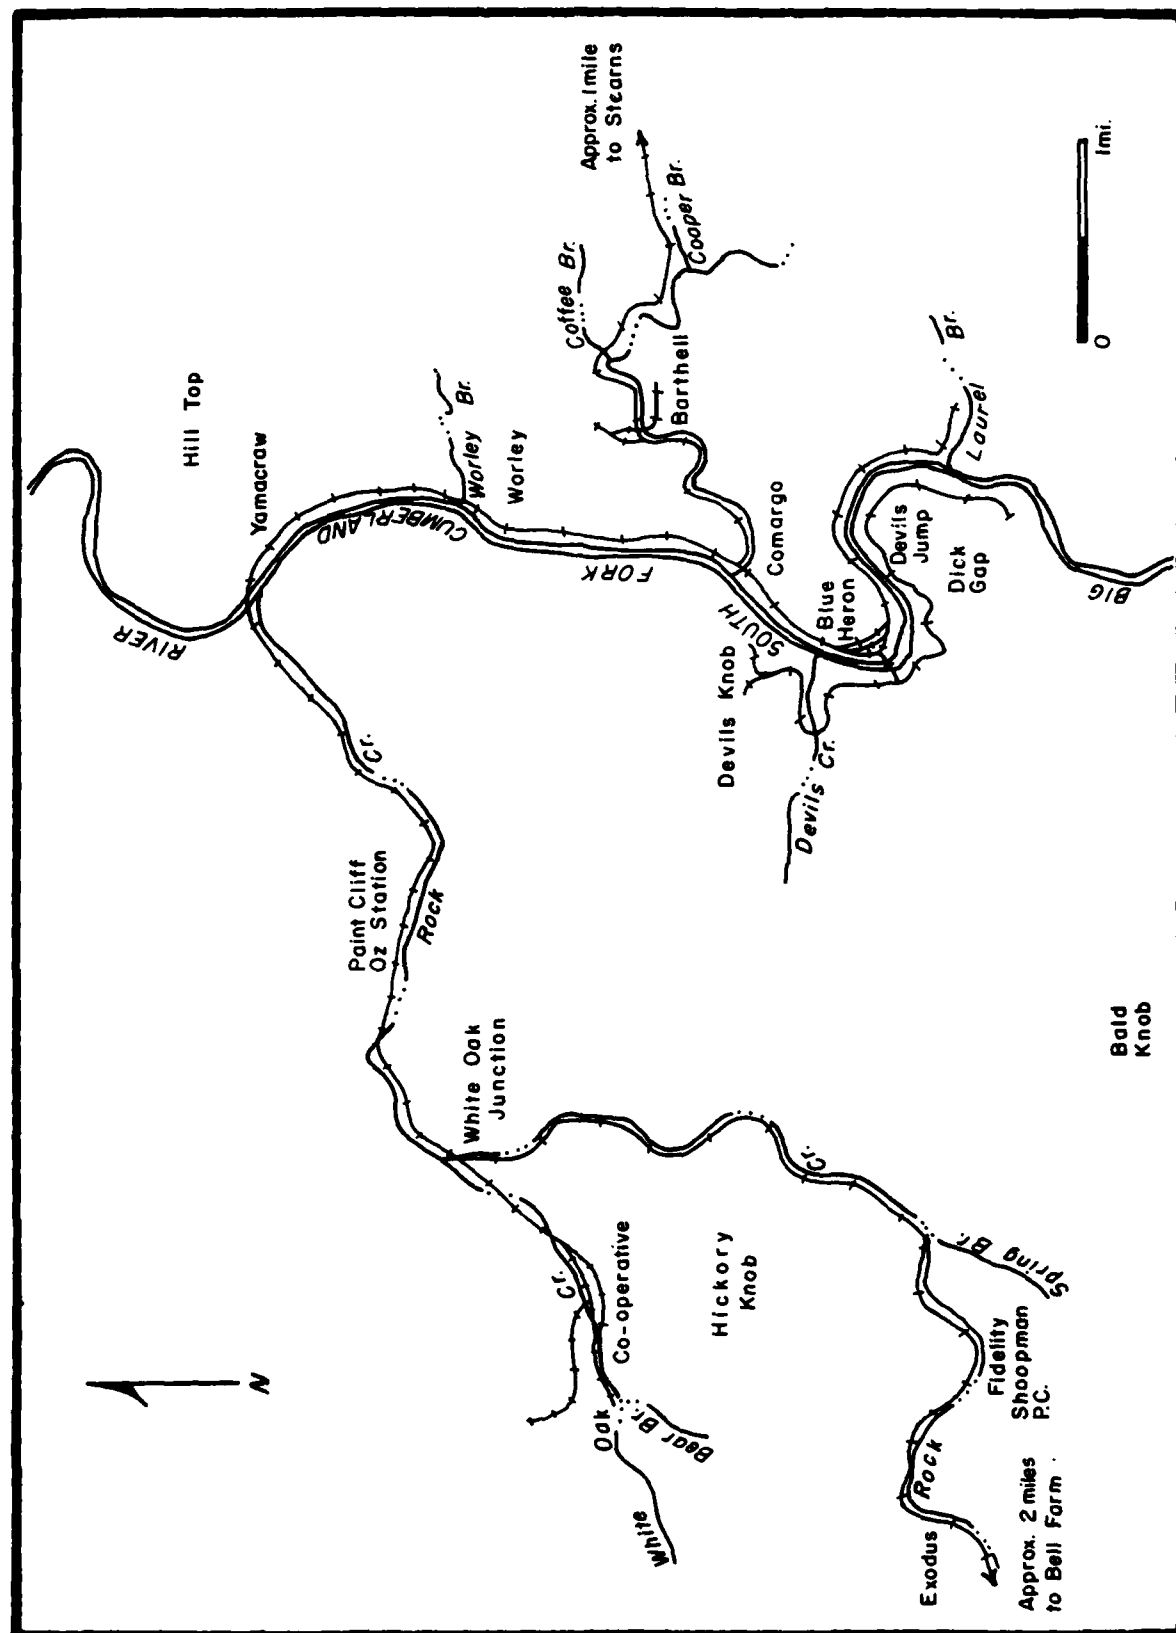 Approx. 1 mile
to Stearns
Hill Top
Yamacraw
RIVER
CUMBERLAND
Worley Br.
Worley
FORK
SOUTH
Coffee Br.
Cooper Br.
Barthell
Comargo
Blue
Heron
Devils
Jump
Dick
Gap
Laurel Br.
BIG
Devils Knob
Devils Cr.
0 1mi.
Cr.
Paint Cliff
Oz Station
Rock
White Oak
Junction
Cr.
Co-operative
Oak
White
Bear Br.
Hickory
Knob
Cr.
Spring Br.
Fidelity
Shoopman
P.C.
Rock
Exodus
Approx. 2 miles
to Bell Farm
Bald
Knob
N